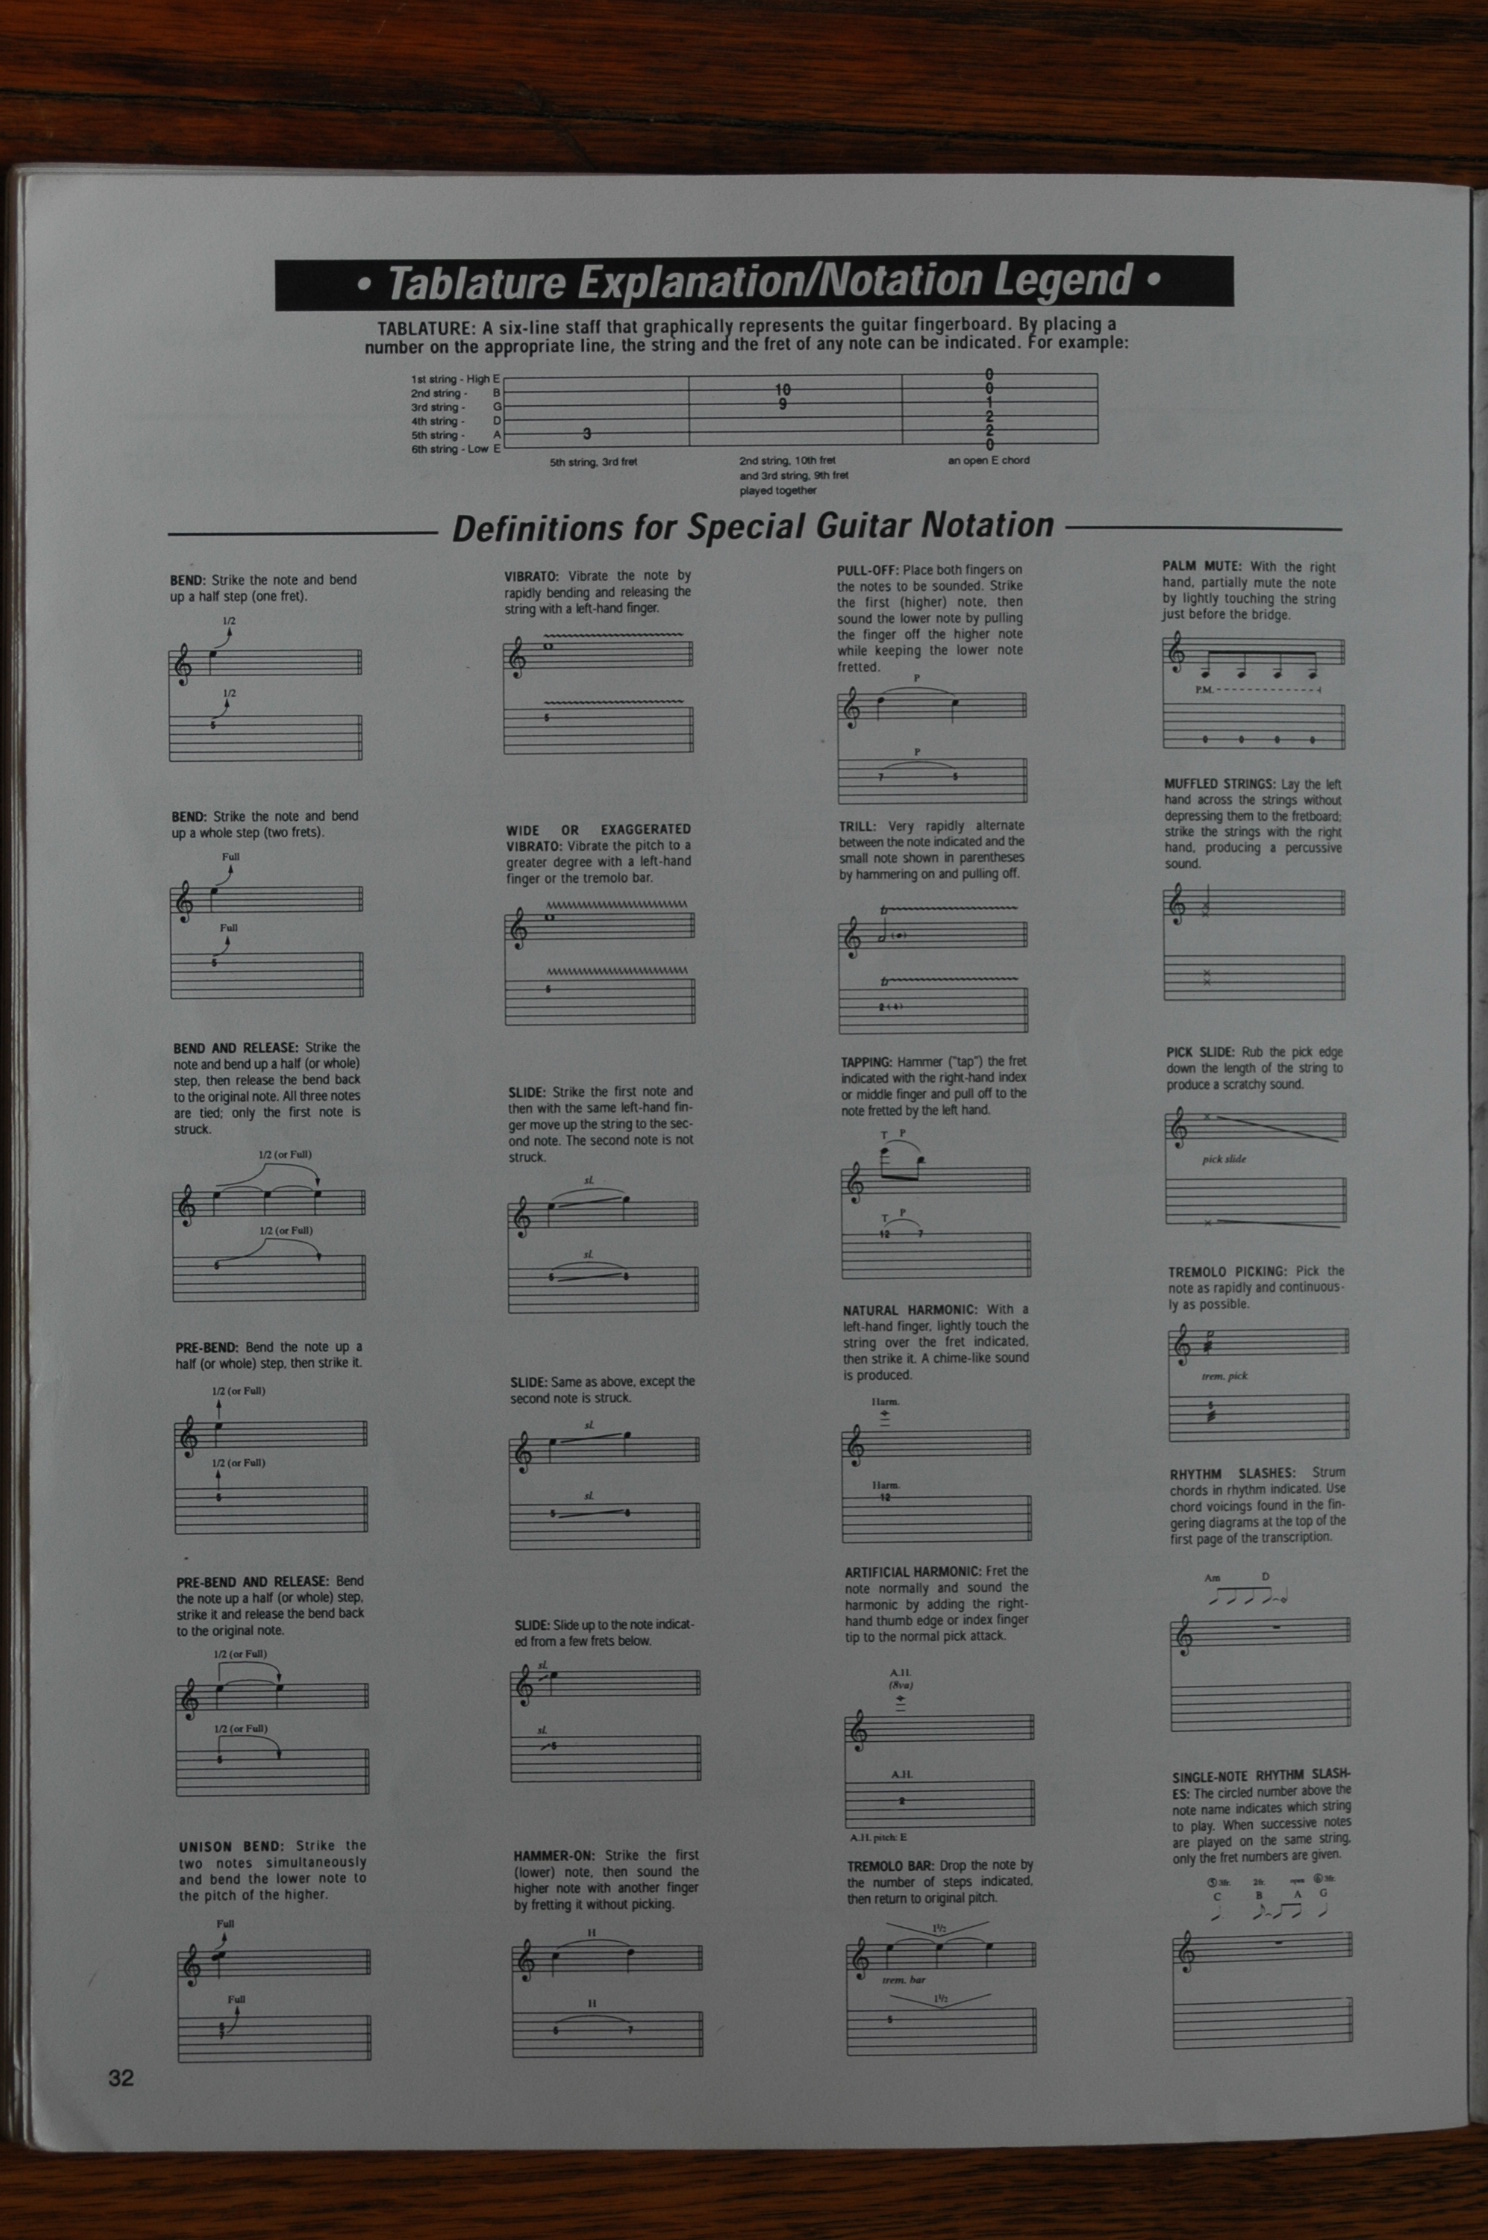 • Tablature Explanation/Notation Legend •
TABLATURE: A six-line staff that graphically represents the guitar fingerboard. By placing a
number on the appropriate line, the string and the fret of any note can be indicated. For example:
1st string - High E
2nd string - B
3rd string - G
4th string - D
5th string - A
6th string - Low E
3
10
9
0
0
1
2
2
0
5th string, 3rd fret
2nd string, 10th fret
and 3rd string, 9th fret
played together
an open E chord
Definitions for Special Guitar Notation
BEND: Strike the note and bend
up a half step (one fret).
1/2
1/2
5
BEND: Strike the note and bend
up a whole step (two frets).
Full
Full
5
BEND AND RELEASE: Strike the
note and bend up a half (or whole)
step, then release the bend back
to the original note. All three notes
are tied; only the first note is
struck.
1/2 (or Full)
1/2 (or Full)
5
PRE-BEND: Bend the note up a
half (or whole) step, then strike it.
1/2 (or Full)
1/2 (or Full)
5
PRE-BEND AND RELEASE: Bend
the note up a half (or whole) step,
strike it and release the bend back
to the original note.
1/2 (or Full)
1/2 (or Full)
5
UNISON BEND: Strike the
two notes simultaneously
and bend the lower note to
the pitch of the higher.
Full
Full
VIBRATO: Vibrate the note by
rapidly bending and releasing the
string with a left-hand finger.
5
WIDE OR EXAGGERATED
VIBRATO: Vibrate the pitch to a
greater degree with a left-hand
finger or the tremolo bar.
5
SLIDE: Strike the first note and
then with the same left-hand fin-
ger move up the string to the sec-
ond note. The second note is not
struck.
sl.
sl.
5 8
SLIDE: Same as above, except the
second note is struck.
sl.
sl.
5 8
SLIDE: Slide up to the note indicat-
ed from a few frets below.
sl.
sl.
5
HAMMER-ON: Strike the first
(lower) note, then sound the
higher note with another finger
by fretting it without picking.
H
H
5 7
PULL-OFF: Place both fingers on
the notes to be sounded. Strike
the first (higher) note, then
sound the lower note by pulling
the finger off the higher note
while keeping the lower note
fretted.
P
P
7 5
TRILL: Very rapidly alternate
between the note indicated and the
small note shown in parentheses
by hammering on and pulling off.
tr
tr
2 (4)
TAPPING: Hammer ("tap") the fret
indicated with the right-hand index
or middle finger and pull off to the
note fretted by the left hand.
T P
T P
12 7
NATURAL HARMONIC: With a
left-hand finger, lightly touch the
string over the fret indicated,
then strike it. A chime-like sound
is produced.
Harm.
Harm.
12
ARTIFICIAL HARMONIC: Fret the
note normally and sound the
harmonic by adding the right-
hand thumb edge or index finger
tip to the normal pick attack.
A.H.
(8va)
A.H.
2
A.H. pitch: E
TREMOLO BAR: Drop the note by
the number of steps indicated,
then return to original pitch.
1½
trem. bar
1½
5
PALM MUTE: With the right
hand, partially mute the note
by lightly touching the string
just before the bridge.
P.M.
0 0 0 0
MUFFLED STRINGS: Lay the left
hand across the strings without
depressing them to the fretboard;
strike the strings with the right
hand, producing a percussive
sound.
x
x
PICK SLIDE: Rub the pick edge
down the length of the string to
produce a scratchy sound.
pick slide
x
TREMOLO PICKING: Pick the
note as rapidly and continuous-
ly as possible.
trem. pick
5
RHYTHM SLASHES: Strum
chords in rhythm indicated. Use
chord voicings found in the fin-
gering diagrams at the top of the
first page of the transcription.
Am D
SINGLE-NOTE RHYTHM SLASH-
ES: The circled number above the
note name indicates which string
to play. When successive notes
are played on the same string,
only the fret numbers are given.
⑤3fr. 2fr. open ⑥3fr.
C B A G
32